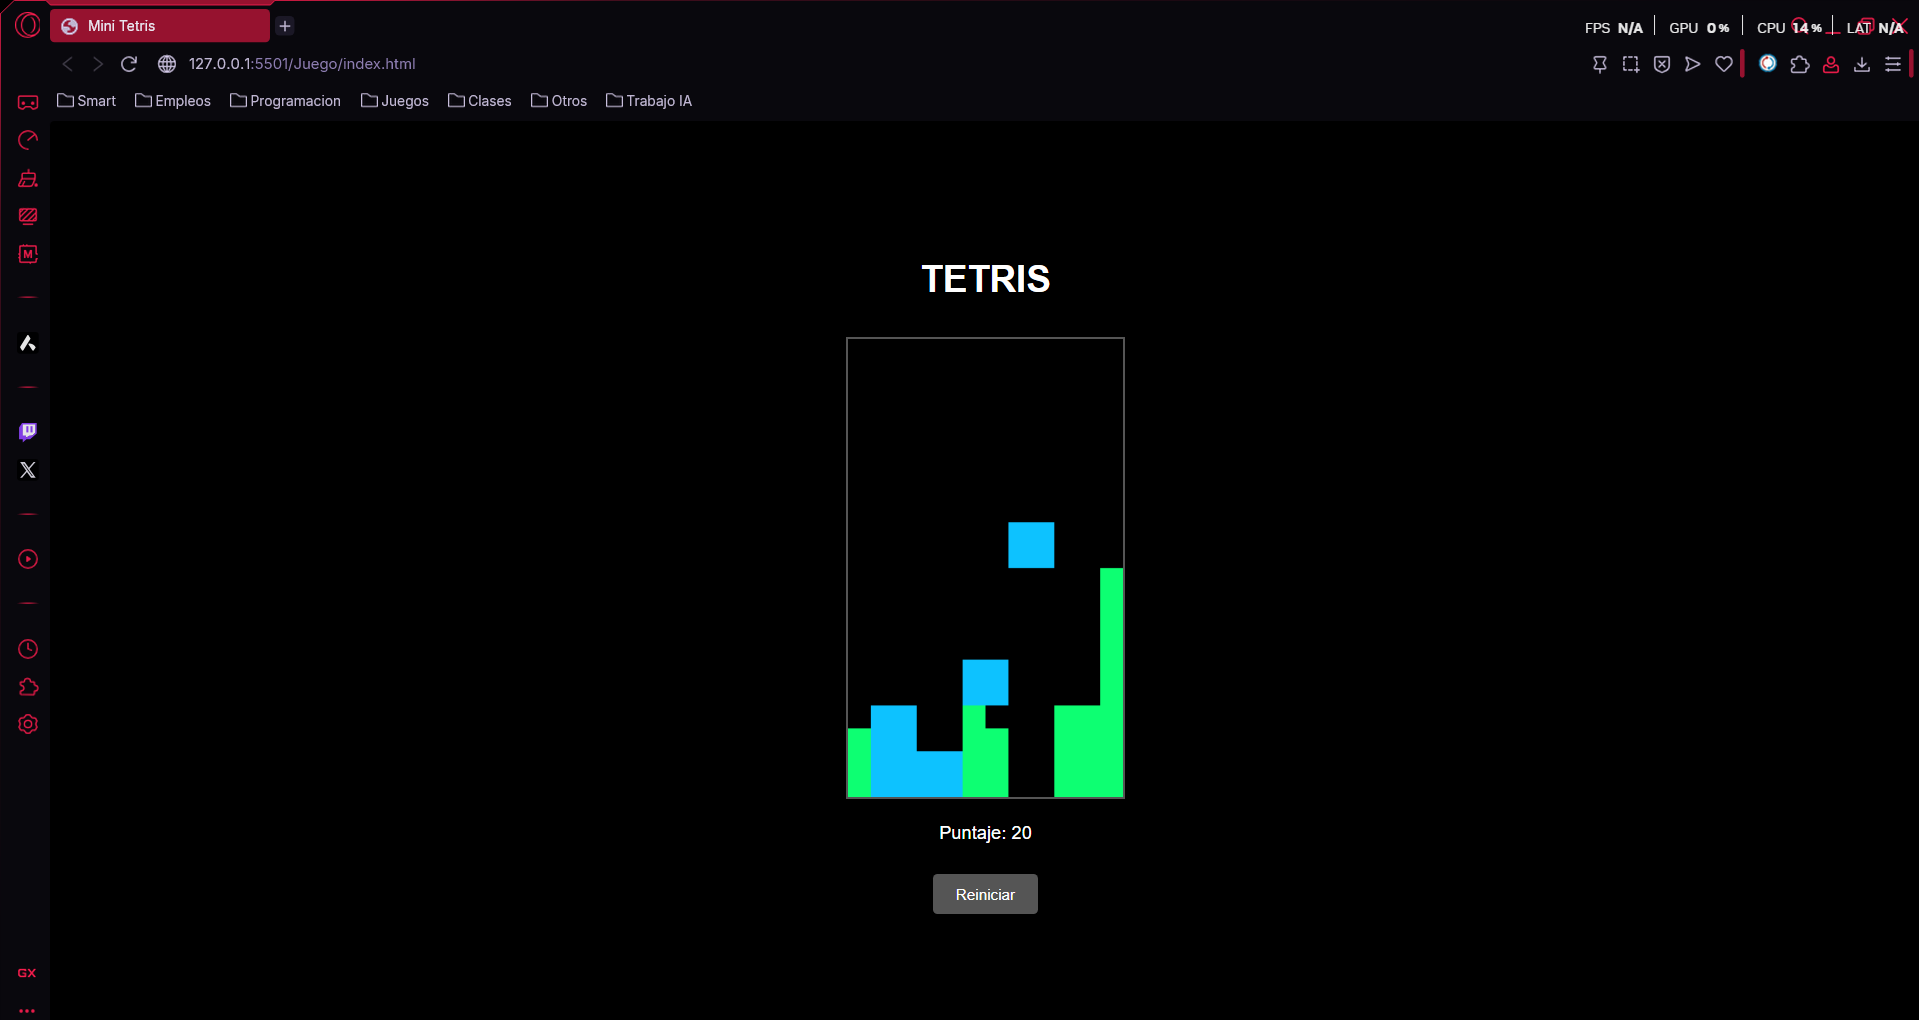 Mini Tetris
FPS N/A GPU 0% CPU 14% LAT N/A
127.0.0.1:5501/Juego/index.html
Smart Empleos Programacion Juegos Clases Otros Trabajo IA
M
TETRIS
Puntaje: 20
Reiniciar
GX